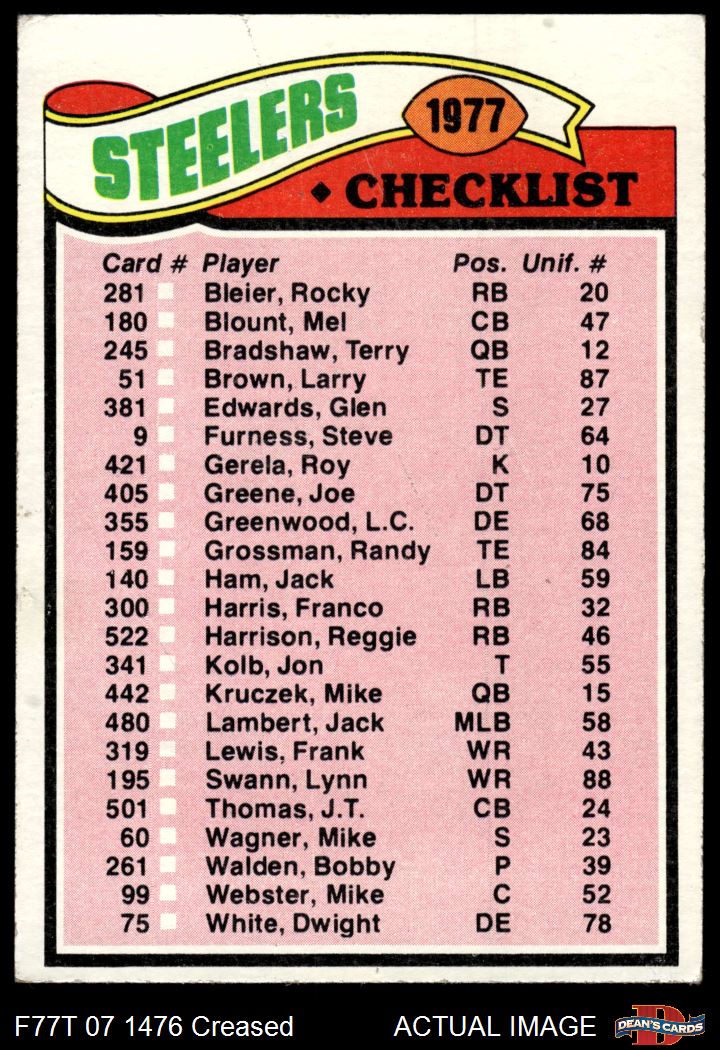 STEELERS
1977
◆ CHECKLIST
Card # Player Pos. Unif. #
281 Bleier, Rocky RB 20
180 Blount, Mel CB 47
245 Bradshaw, Terry QB 12
51 Brown, Larry TE 87
381 Edwards, Glen S 27
9 Furness, Steve DT 64
421 Gerela, Roy K 10
405 Greene, Joe DT 75
355 Greenwood, L.C. DE 68
159 Grossman, Randy TE 84
140 Ham, Jack LB 59
300 Harris, Franco RB 32
522 Harrison, Reggie RB 46
341 Kolb, Jon T 55
442 Kruczek, Mike QB 15
480 Lambert, Jack MLB 58
319 Lewis, Frank WR 43
195 Swann, Lynn WR 88
501 Thomas, J.T. CB 24
60 Wagner, Mike S 23
261 Walden, Bobby P 39
99 Webster, Mike C 52
75 White, Dwight DE 78
F77T 07 1476 Creased ACTUAL IMAGE
D
DEAN'S CARDS